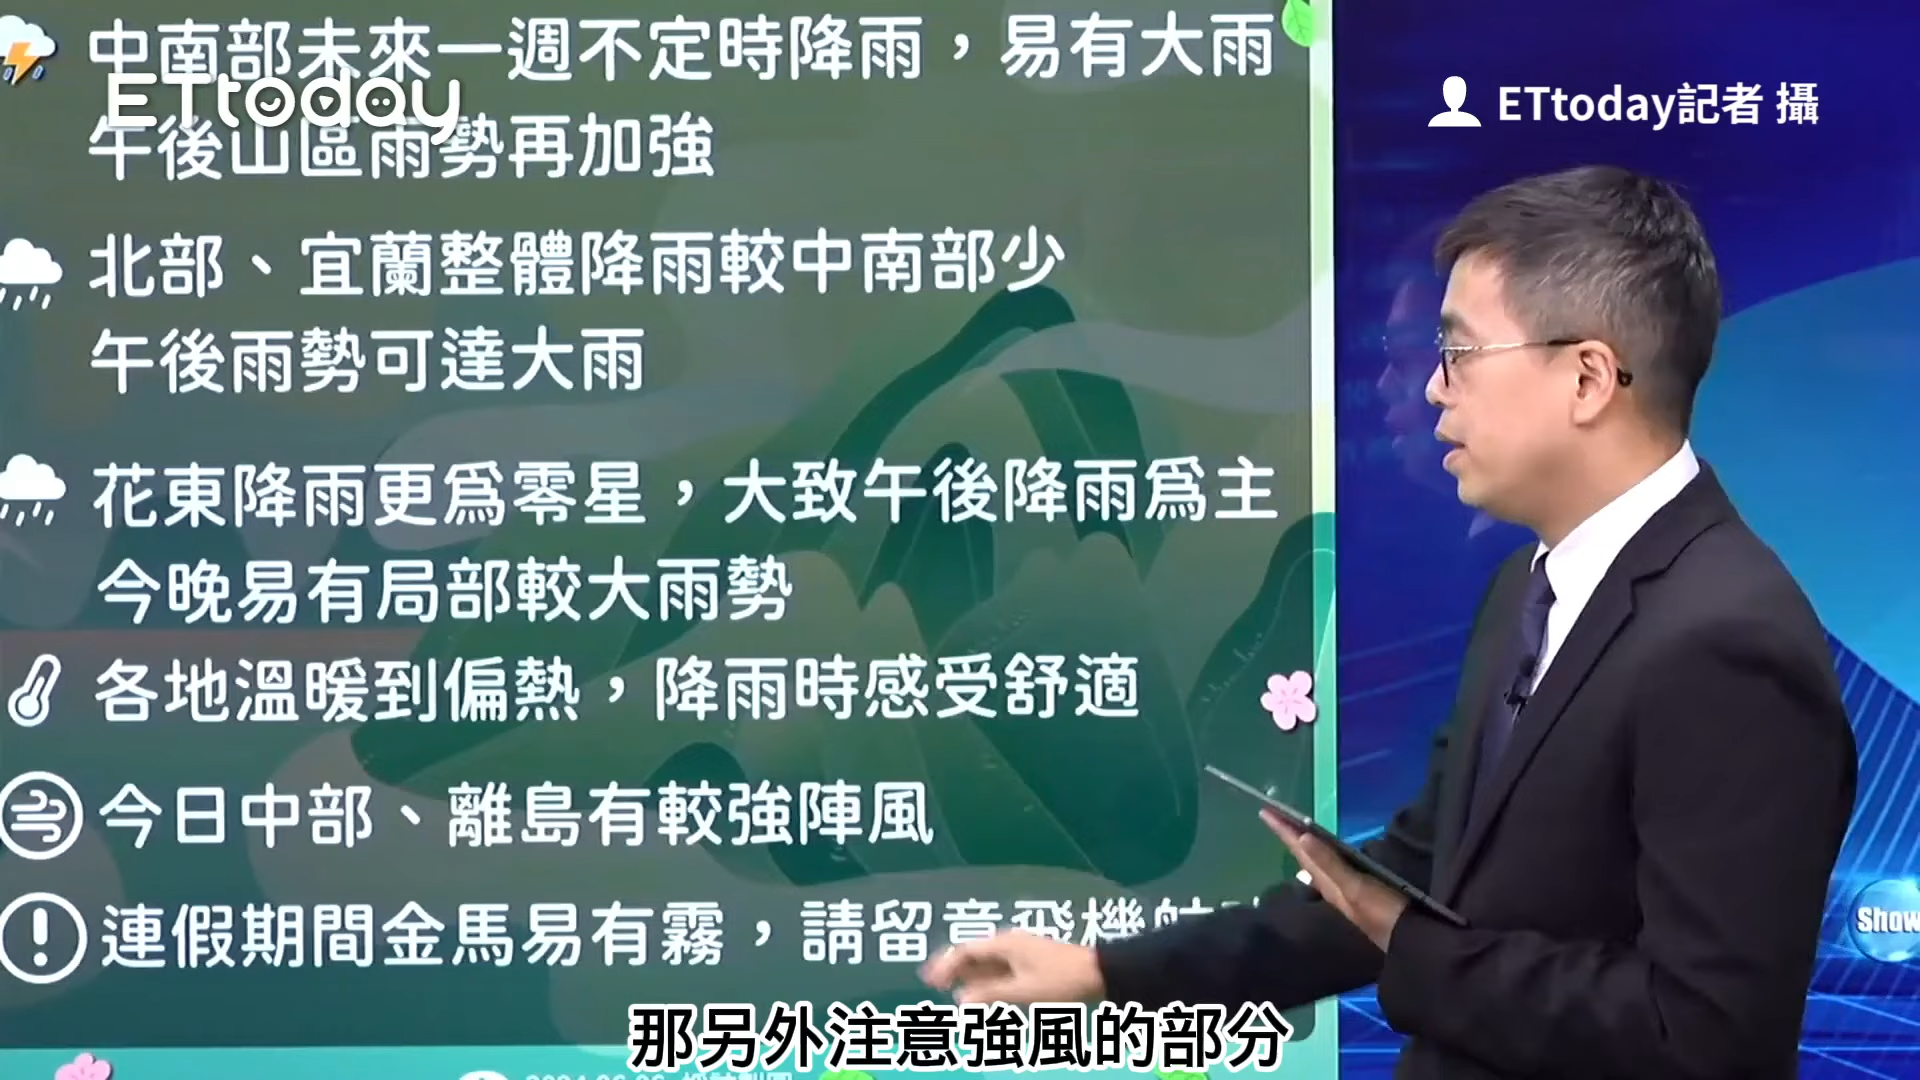 中南部未來一週不定時降雨，易有大雨
ETtoday
ETtoday記者 攝
午後山區雨勢再加強
北部、宜蘭整體降雨較中南部少
午後雨勢可達大雨
花東降雨更為零星，大致午後降雨為主
今晚易有局部較大雨勢
各地溫暖到偏熱，降雨時感受舒適
今日中部、離島有較強陣風
連假期間金馬易有霧，請留意飛機航
Show
那另外注意強風的部分